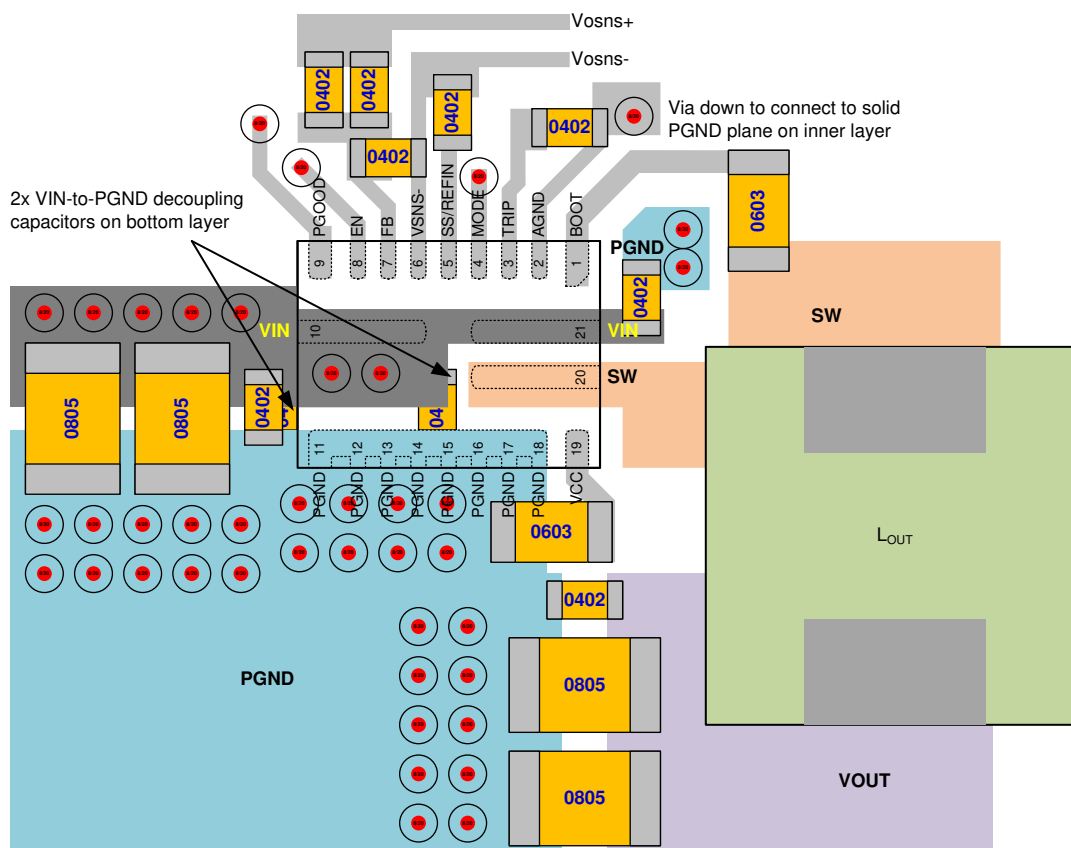 Vosns+
Vosns-
0402
0402
0402
0402
0402
Via down to connect to solid
PGND plane on inner layer
2x VIN-to-PGND decoupling
capacitors on bottom layer
PGOOD
EN
FB
VSNS-
SS/REFIN
MODE
TRIP
AGND
BOOT
0603
9
8
7
6
5
4
3
2
1
PGND
0402
VIN
10
21
VIN
SW
20
SW
0805
0805
0402
04
04
11
12
13
14
15
16
17
18
19
PGND
PGND
PGND
PGND
PGND
PGND
PGND
PGND
VCC
0603
LOUT
0402
PGND
0805
VOUT
0805